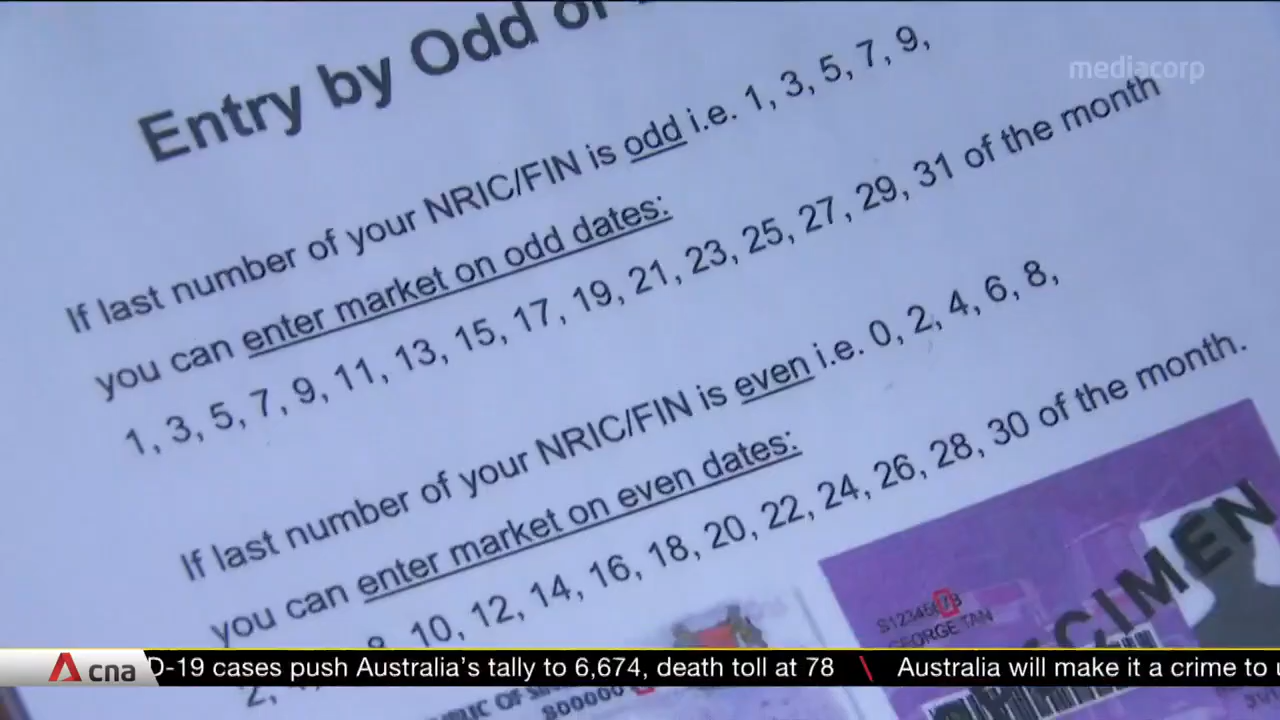 mediacorp
Entry by Odd or
If last number of your NRIC/FIN is odd i.e. 1, 3, 5, 7, 9,
you can enter market on odd dates:
1, 3, 5, 7, 9, 11, 13, 15, 17, 19, 21, 23, 25, 27, 29, 31 of the month
If last number of your NRIC/FIN is even i.e. 0, 2, 4, 6, 8,
you can enter market on even dates:
2, 8, 10, 12, 14, 16, 18, 20, 22, 24, 26, 28, 30 of the month.
GEORGE TAN
CIMEN
cna
D-19 cases push Australia's tally to 6,674, death toll at 78 \ Australia will make it a crime to